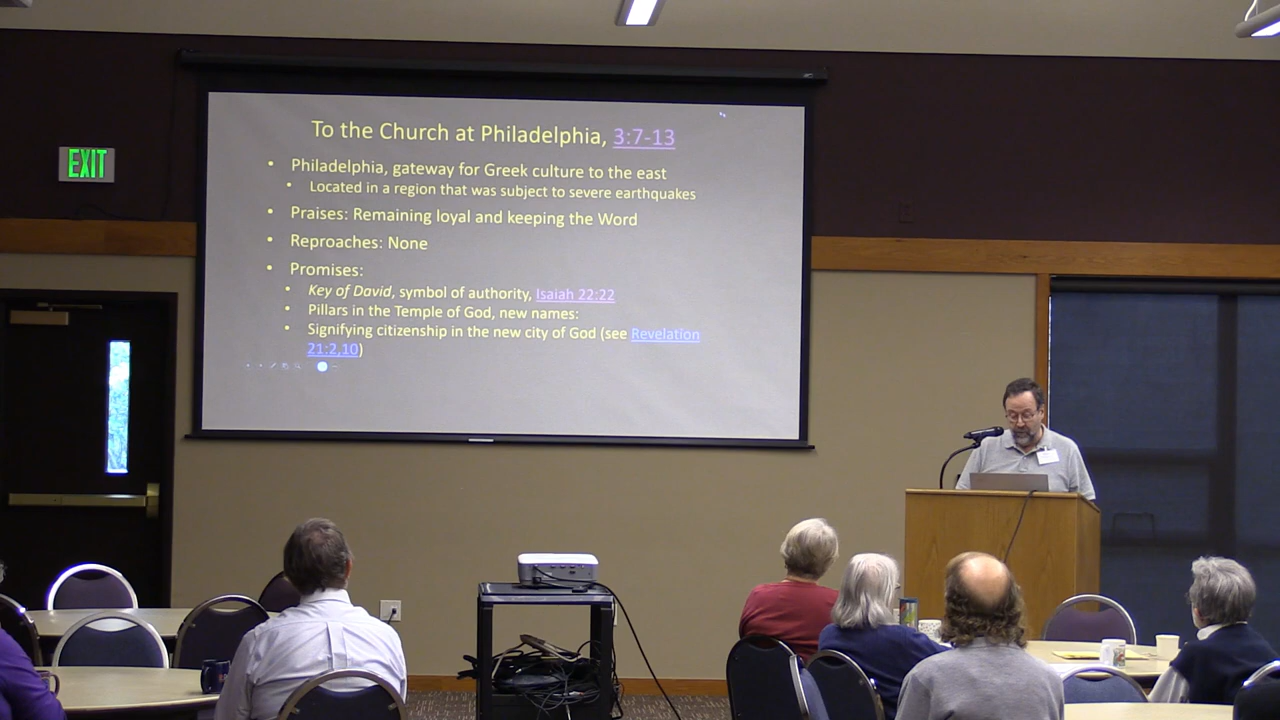 EXIT
To the Church at Philadelphia, 3:7-13
• Philadelphia, gateway for Greek culture to the east
• Located in a region that was subject to severe earthquakes
• Praises: Remaining loyal and keeping the Word
• Reproaches: None
• Promises:
• Key of David, symbol of authority, Isaiah 22:22
• Pillars in the Temple of God, new names:
• Signifying citizenship in the new city of God (see Revelation
21:2,10)